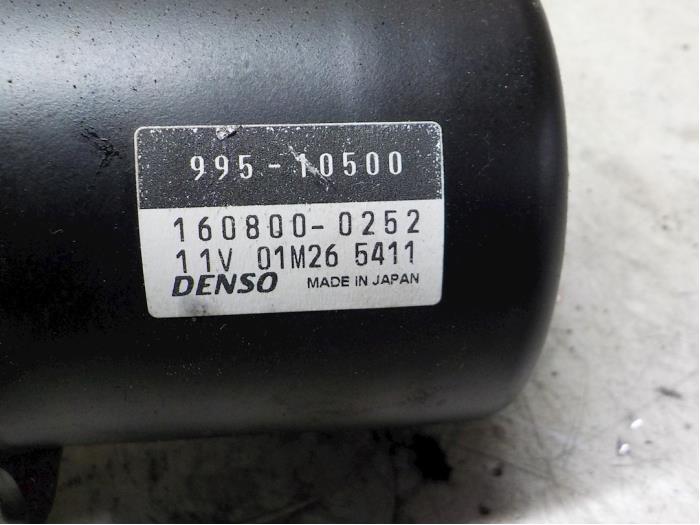 995-10500
160800-0252
11V 01M26 5411
DENSO MADE IN JAPAN